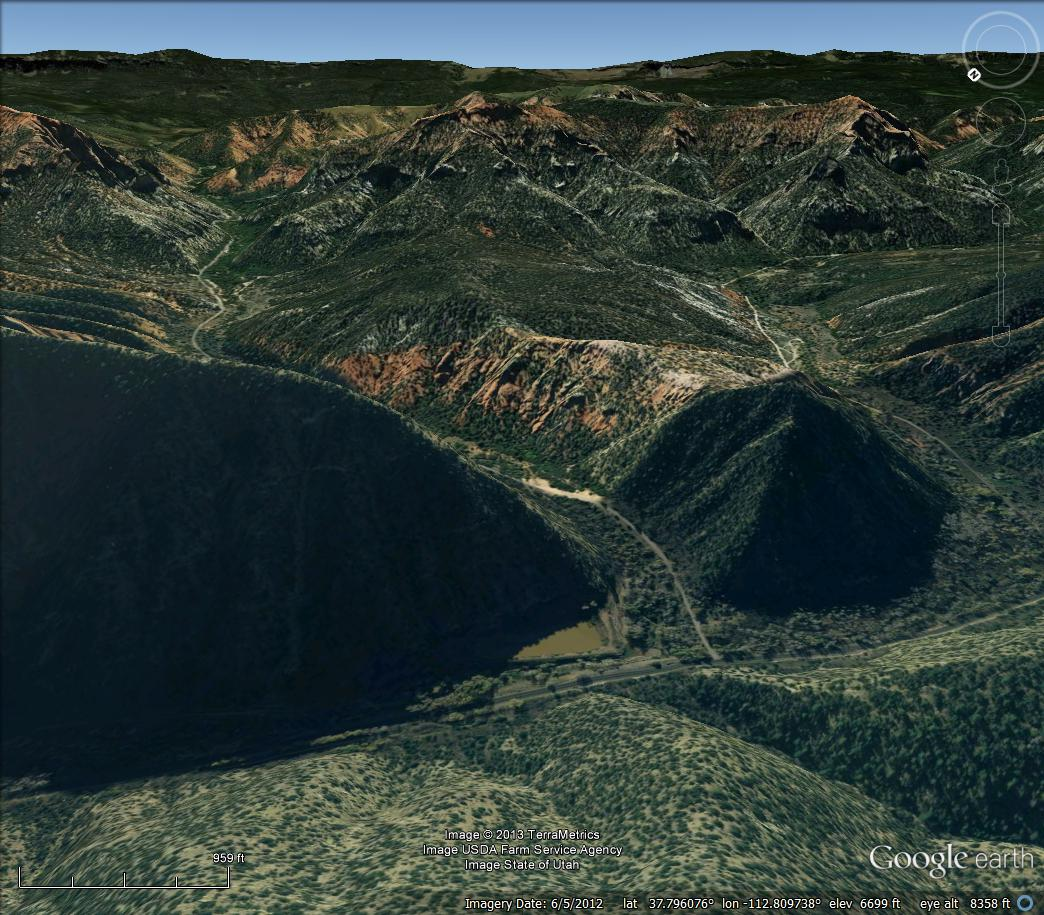 N
959 ft
Image © 2013 TerraMetrics
Image USDA Farm Service Agency
Image State of Utah
Google earth
Imagery Date: 6/5/2012 lat 37.796076° lon -112.809738° elev 6699 ft eye alt 8358 ft